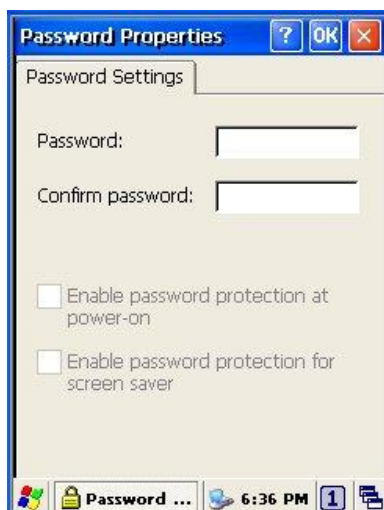 Password Properties ? OK ×
Password Settings
Password:
Confirm password:
Enable password protection at
power-on
Enable password protection for
screen saver
Password ... 6:36 PM 1